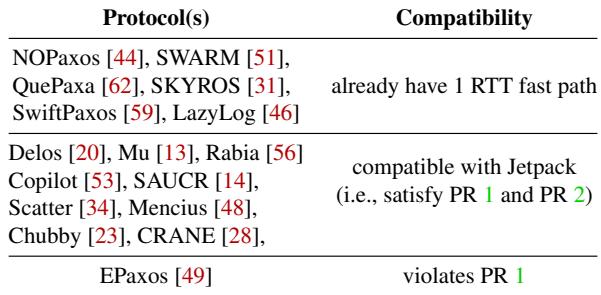 Protocol(s) Compatibility
NOPaxos [44], SWARM [51],
QuePaxa [62], SKYROS [31],
SwiftPaxos [59], LazyLog [46]
already have 1 RTT fast path
Delos [20], Mu [13], Rabia [56]
Copilot [53], SAUCR [14],
Scatter [34], Mencius [48],
Chubby [23], CRANE [28],
compatible with Jetpack
(i.e., satisfy PR 1 and PR 2)
EPaxos [49] violates PR 1